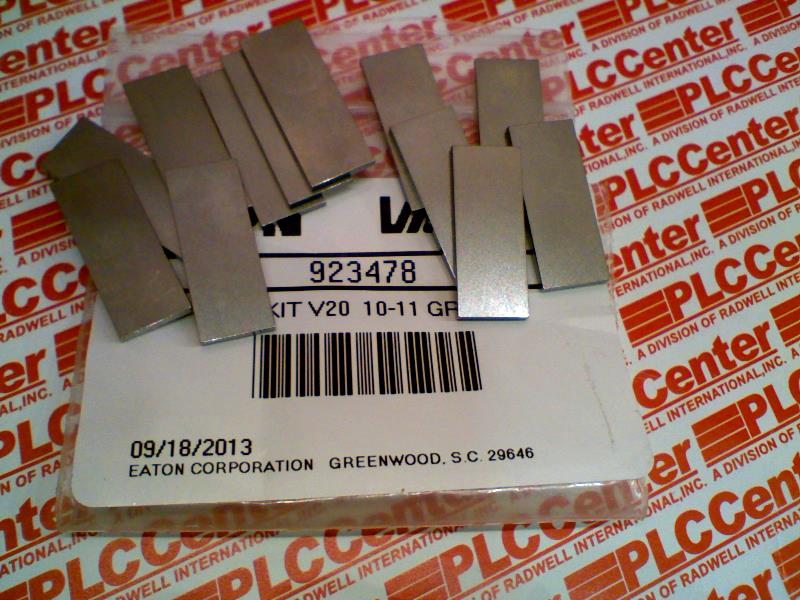 923478
KIT V20 10-11 GP
09/18/2013
EATON CORPORATION GREENWOOD, S.C. 29646
PLCCenter
A DIVISION OF RADWELL INTERNATIONAL, INC.